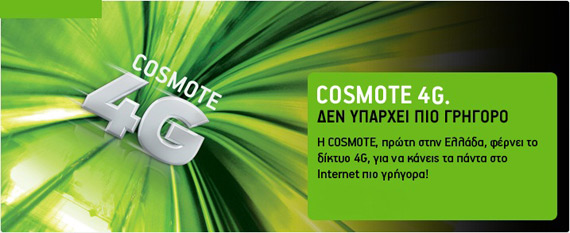 COSMOTE
4G
COSMOTE 4G.
ΔΕΝ ΥΠΑΡΧΕΙ ΠΙΟ ΓΡΗΓΟΡΟ
Η COSMOTE, πρώτη στην Ελλάδα, φέρνει το
δίκτυο 4G, για να κάνεις τα πάντα στο
Internet πιο γρήγορα!